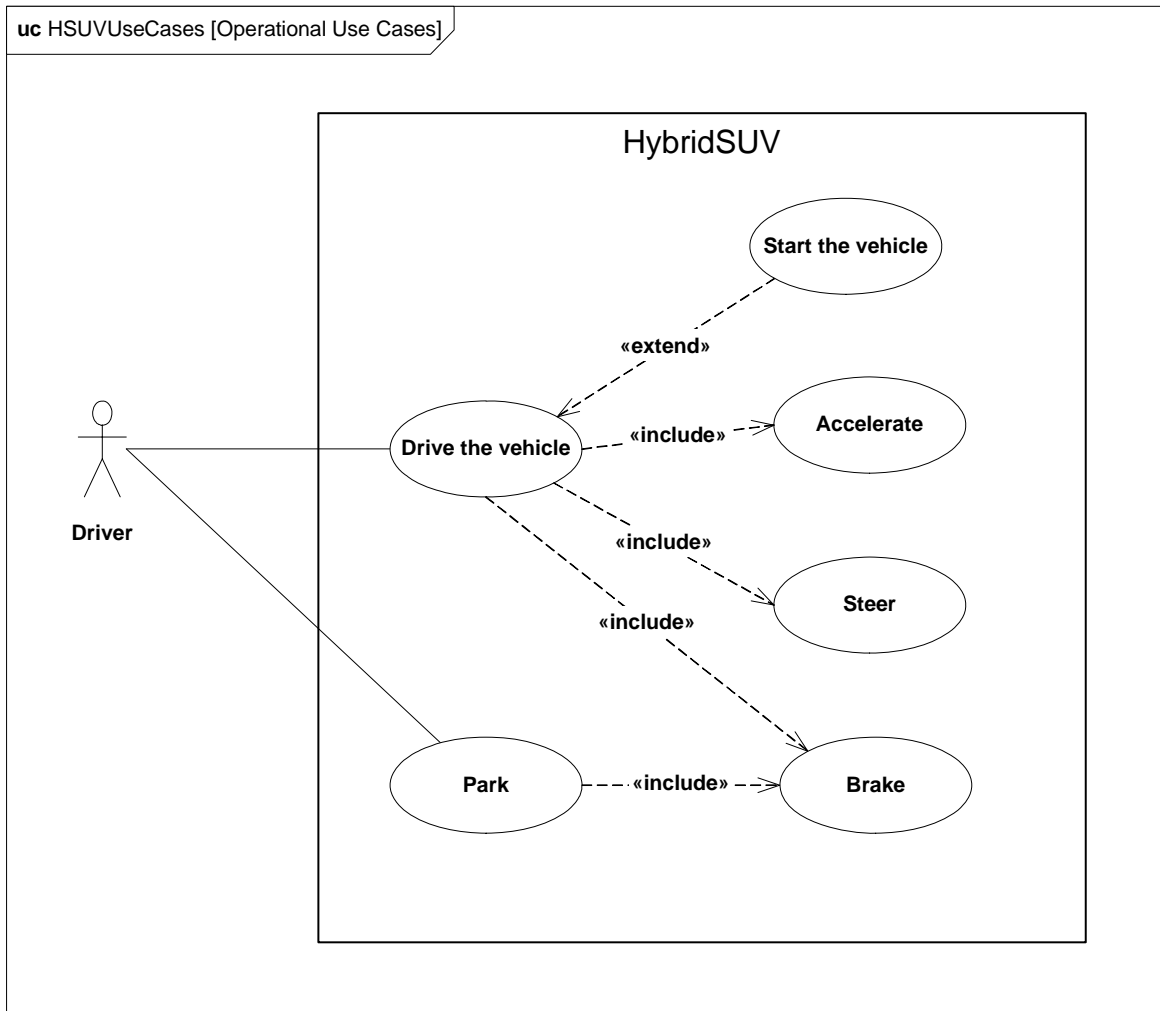 uc HSUVUseCases [Operational Use Cases]
HybridSUV
Start the vehicle
«extend»
Accelerate
«include»
Drive the vehicle
Driver
«include»
Steer
«include»
Park
«include»
Brake